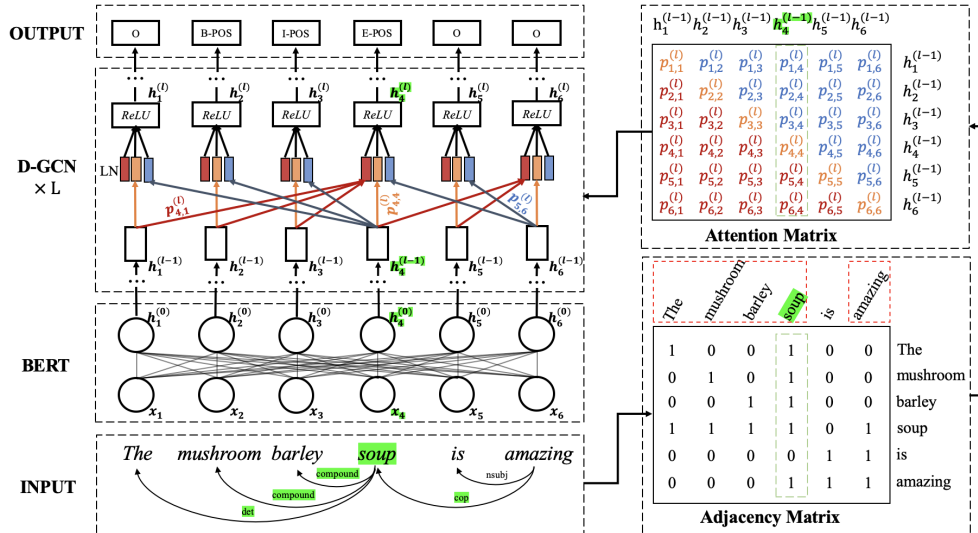 OUTPUT
O B-POS I-POS E-POS O O
... ... ... ... ... ...
h₁^(l) h₂^(l) h₃^(l) h₄^(l) h₅^(l) h₆^(l)
ReLU ReLU ReLU ReLU ReLU ReLU
D-GCN
× L
LN
p₄,₁^(l) p₄,₄^(l) p₅,₆^(l)
h₁^(l-1) h₂^(l-1) h₃^(l-1) h₄^(l-1) h₅^(l-1) h₆^(l-1)
... ... ... ... ... ...
h₁^(0) h₂^(0) h₃^(0) h₄^(0) h₅^(0) h₆^(0)
BERT
x₁ x₂ x₃ x₄ x₅ x₆
INPUT
The mushroom barley soup is amazing
compound nsubj
compound cop
det
h₁^(l-1) h₂^(l-1) h₃^(l-1) h₄^(l-1) h₅^(l-1) h₆^(l-1)
p₁,₁^(l) p₁,₂^(l) p₁,₃^(l) p₁,₄^(l) p₁,₅^(l) p₁,₆^(l) h₁^(l-1)
p₂,₁^(l) p₂,₂^(l) p₂,₃^(l) p₂,₄^(l) p₂,₅^(l) p₂,₆^(l) h₂^(l-1)
p₃,₁^(l) p₃,₂^(l) p₃,₃^(l) p₃,₄^(l) p₃,₅^(l) p₃,₆^(l) h₃^(l-1)
p₄,₁^(l) p₄,₂^(l) p₄,₃^(l) p₄,₄^(l) p₄,₅^(l) p₄,₆^(l) h₄^(l-1)
p₅,₁^(l) p₅,₂^(l) p₅,₃^(l) p₅,₄^(l) p₅,₅^(l) p₅,₆^(l) h₅^(l-1)
p₆,₁^(l) p₆,₂^(l) p₆,₃^(l) p₆,₄^(l) p₆,₅^(l) p₆,₆^(l) h₆^(l-1)
Attention Matrix
The mushroom barley soup is amazing
1 0 0 1 0 0 The
0 1 0 1 0 0 mushroom
0 0 1 1 0 0 barley
1 1 1 1 0 1 soup
0 0 0 0 1 1 is
0 0 0 1 1 1 amazing
Adjacency Matrix